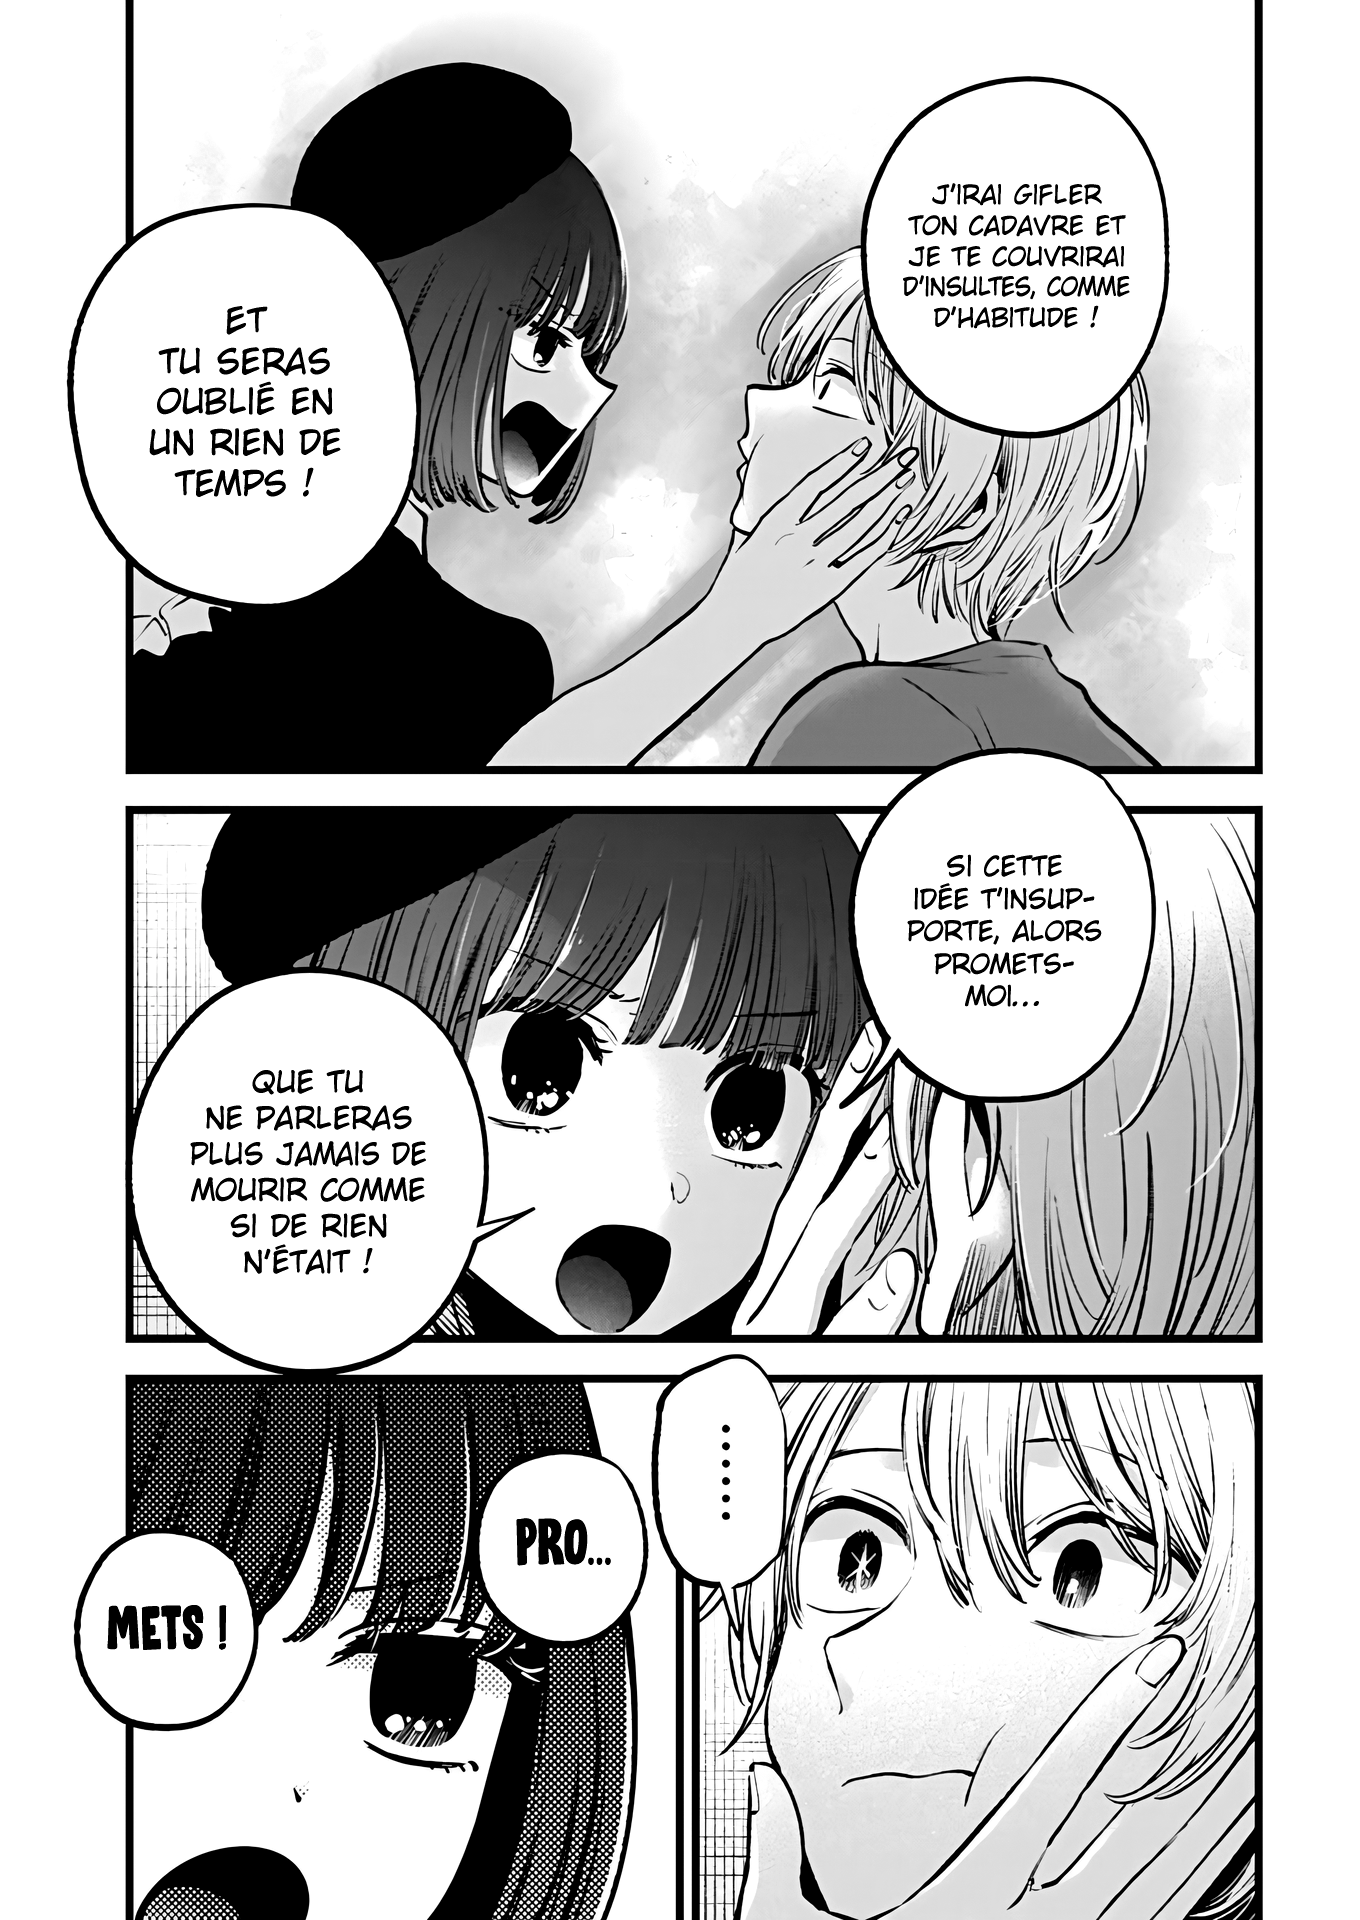 J'IRAI GIFLER
TON CADAVRE ET
JE TE COUVRIRAI
D'INSULTES, COMME
D'HABITUDE !
ET
TU SERAS
OUBLIÉ EN
UN RIEN DE
TEMPS !
SI CETTE
IDÉE T'INSUP-
PORTE, ALORS
PROMETS-
MOI...
QUE TU
NE PARLERAS
PLUS JAMAIS DE
MOURIR COMME
SI DE RIEN
N'ÉTAIT !
.......
PRO...
METS !